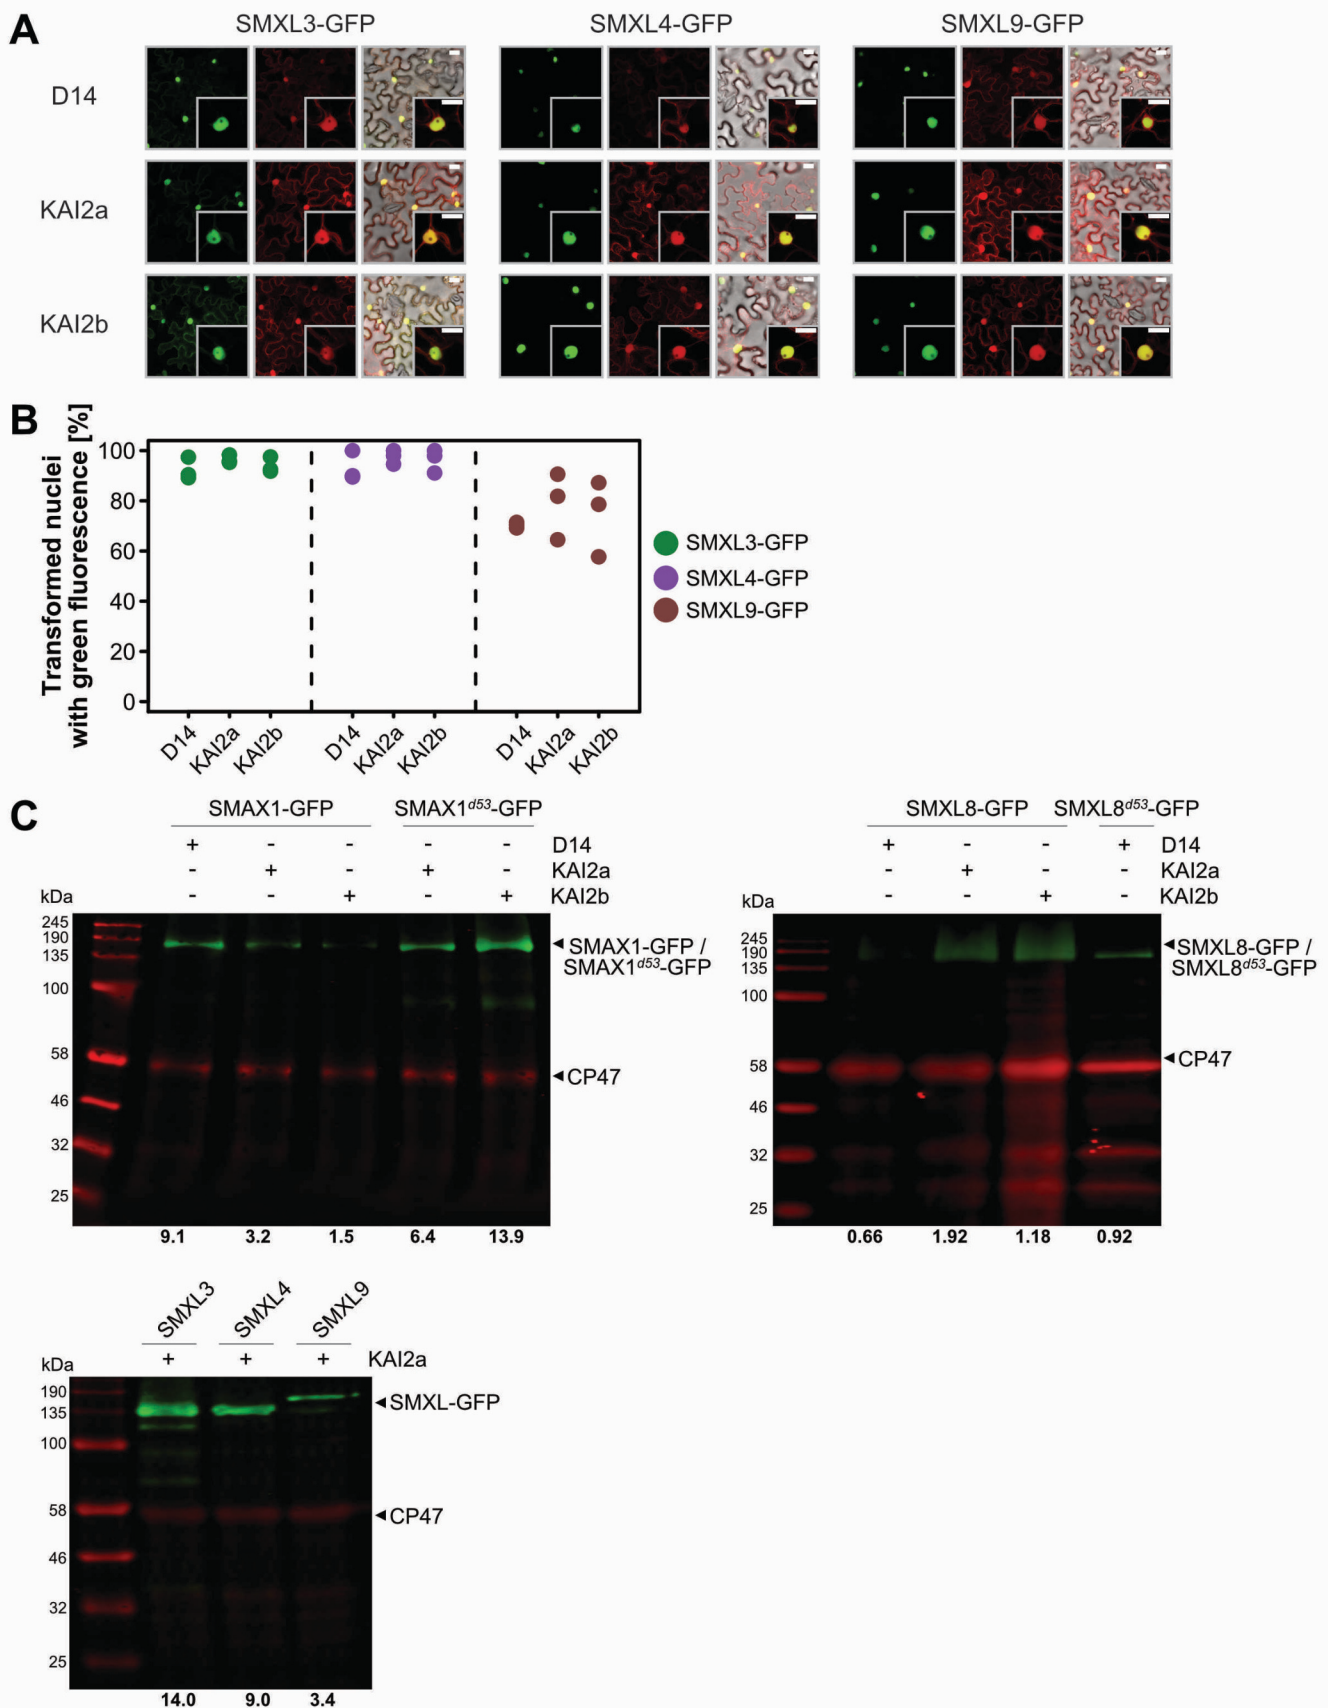 A
SMXL3-GFP SMXL4-GFP SMXL9-GFP
D14
KAI2a
KAI2b
B
Transformed nuclei
with green fluorescence [%]
100
80
60
40
20
0
D14 KAI2a KAI2b D14 KAI2a KAI2b D14 KAI2a KAI2b
SMXL3-GFP
SMXL4-GFP
SMXL9-GFP
C
SMAX1-GFP SMAX1d53-GFP
+ - - - - D14
- + - + - KAI2a
- - + - + KAI2b
kDa
245
190
135
100
58
46
32
25
SMAX1-GFP /
SMAX1d53-GFP
CP47
9.1 3.2 1.5 6.4 13.9
SMXL8-GFP SMXL8d53-GFP
+ - - + D14
- + - - KAI2a
- - + - KAI2b
kDa
245
190
135
100
58
46
32
25
SMXL8-GFP /
SMXL8d53-GFP
CP47
0.66 1.92 1.18 0.92
SMXL3 SMXL4 SMXL9
+ + + KAI2a
kDa
190
135
100
58
46
32
25
SMXL-GFP
CP47
14.0 9.0 3.4